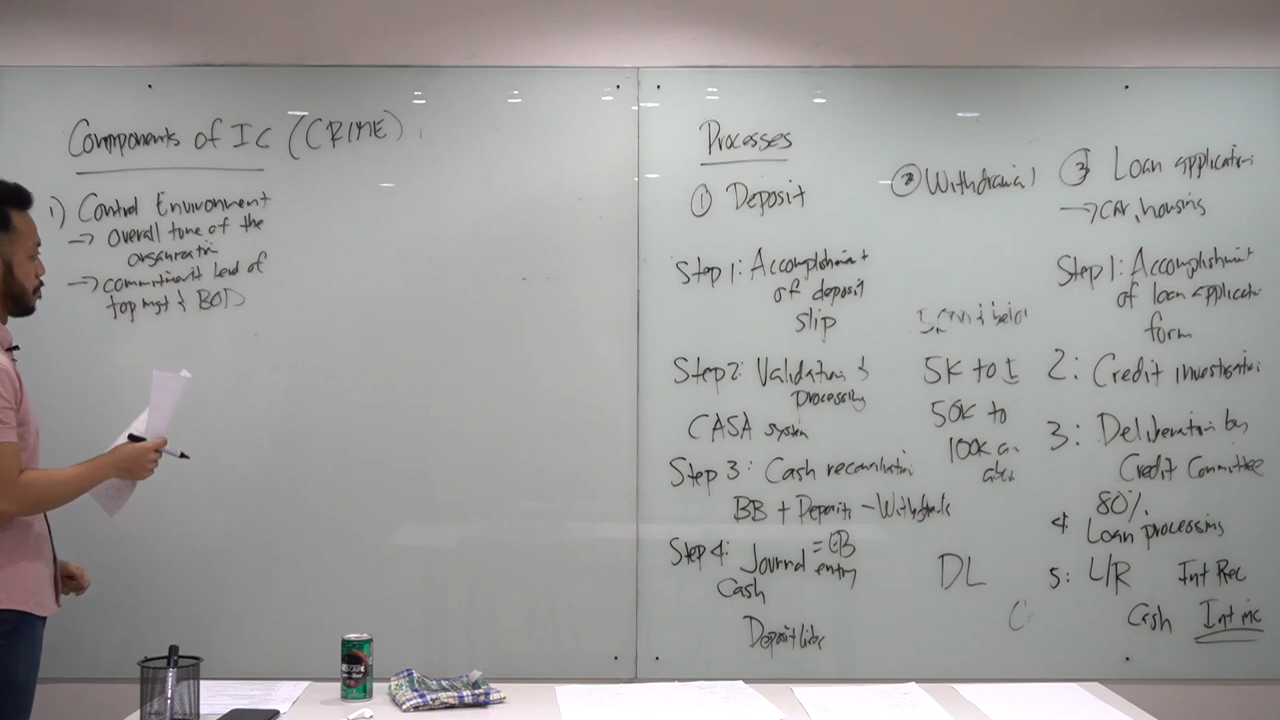 Components of IC (CRIME)
1) Control Environment
→ overall tone of the
organization
→ commitment level of
top mgt & BOD
Processes
① Deposit
Step 1: Accomplishment
of deposit
slip
Step 2: Validation &
processing
CASA system
Step 3: Cash reconciliation
BB + Deposits - Withdrawals
= EB
Step 4: Journal entry
Cash
Deposit liab
② Withdrawal
5K to
50K to
100K
DL
C
③ Loan application
→ car, housing
Step 1: Accomplishment
of loan application
form
2: Credit investigation
3: Deliberation by
Credit Committee
80%
4 Loan processing
5: L/R Int Rec
Cash Int inc